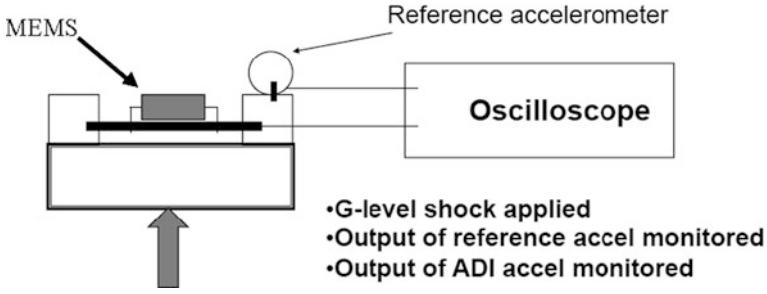 Reference accelerometer
MEMS
Oscilloscope
•G-level shock applied
•Output of reference accel monitored
•Output of ADI accel monitored